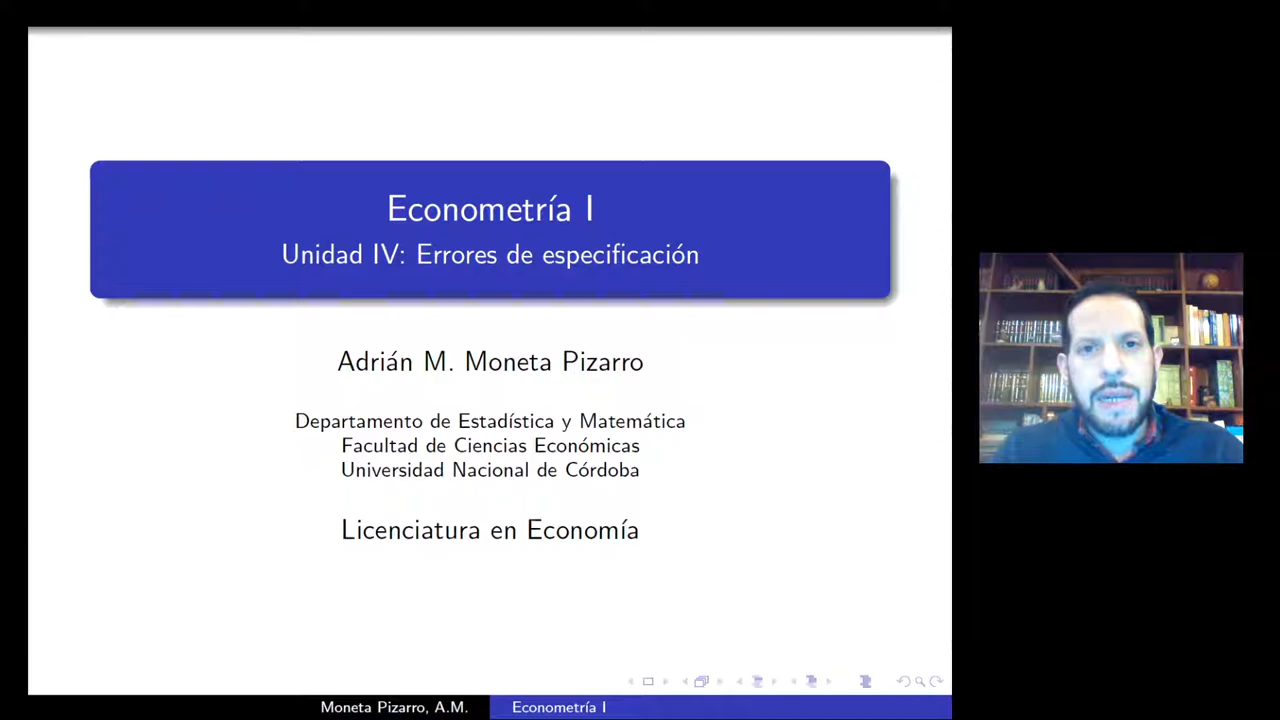 Econometría I
Unidad IV: Errores de especificación
Adrián M. Moneta Pizarro
Departamento de Estadística y Matemática
Facultad de Ciencias Económicas
Universidad Nacional de Córdoba
Licenciatura en Economía
Moneta Pizarro, A.M.
Econometría I